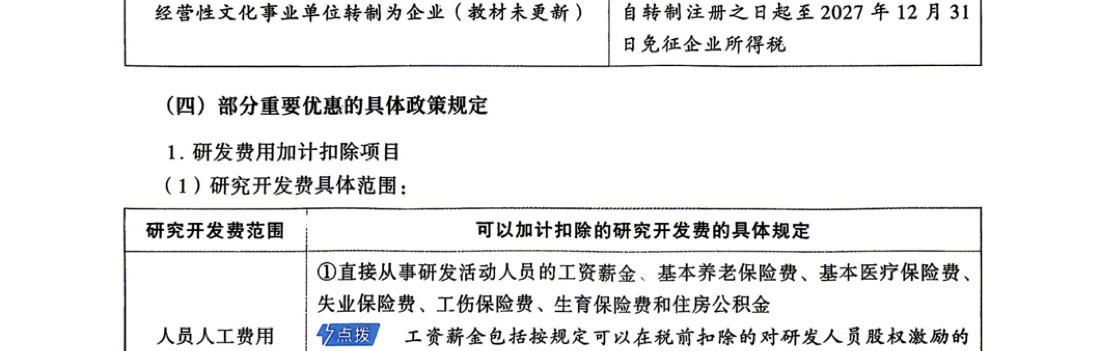 经营性文化事业单位转制为企业（教材未更新）
自转制注册之日起至 2027 年 12 月 31
日免征企业所得税
（四）部分重要优惠的具体政策规定
1. 研发费用加计扣除项目
（1）研究开发费具体范围：
研究开发费范围
可以加计扣除的研究开发费的具体规定
人员人工费用
①直接从事研发活动人员的工资薪金、基本养老保险费、基本医疗保险费、
失业保险费、工伤保险费、生育保险费和住房公积金
点拨 工资薪金包括按规定可以在税前扣除的对研发人员股权激励的